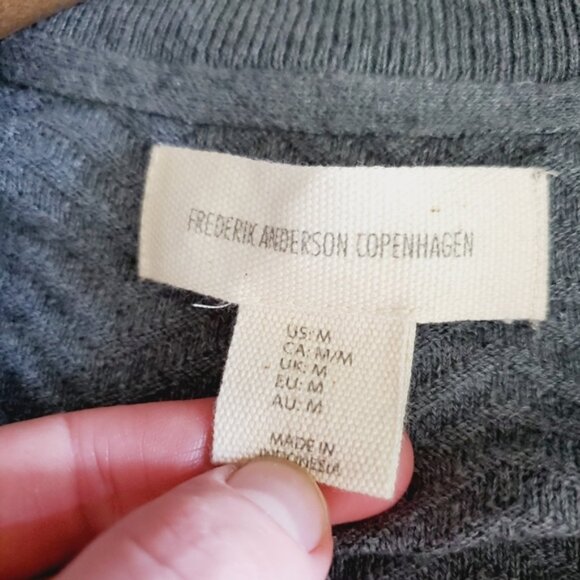 FREDERIK ANDERSON COPENHAGEN
US: M
CA: M/M
UK: M
EU: M
AU: M
MADE IN
INDONESIA